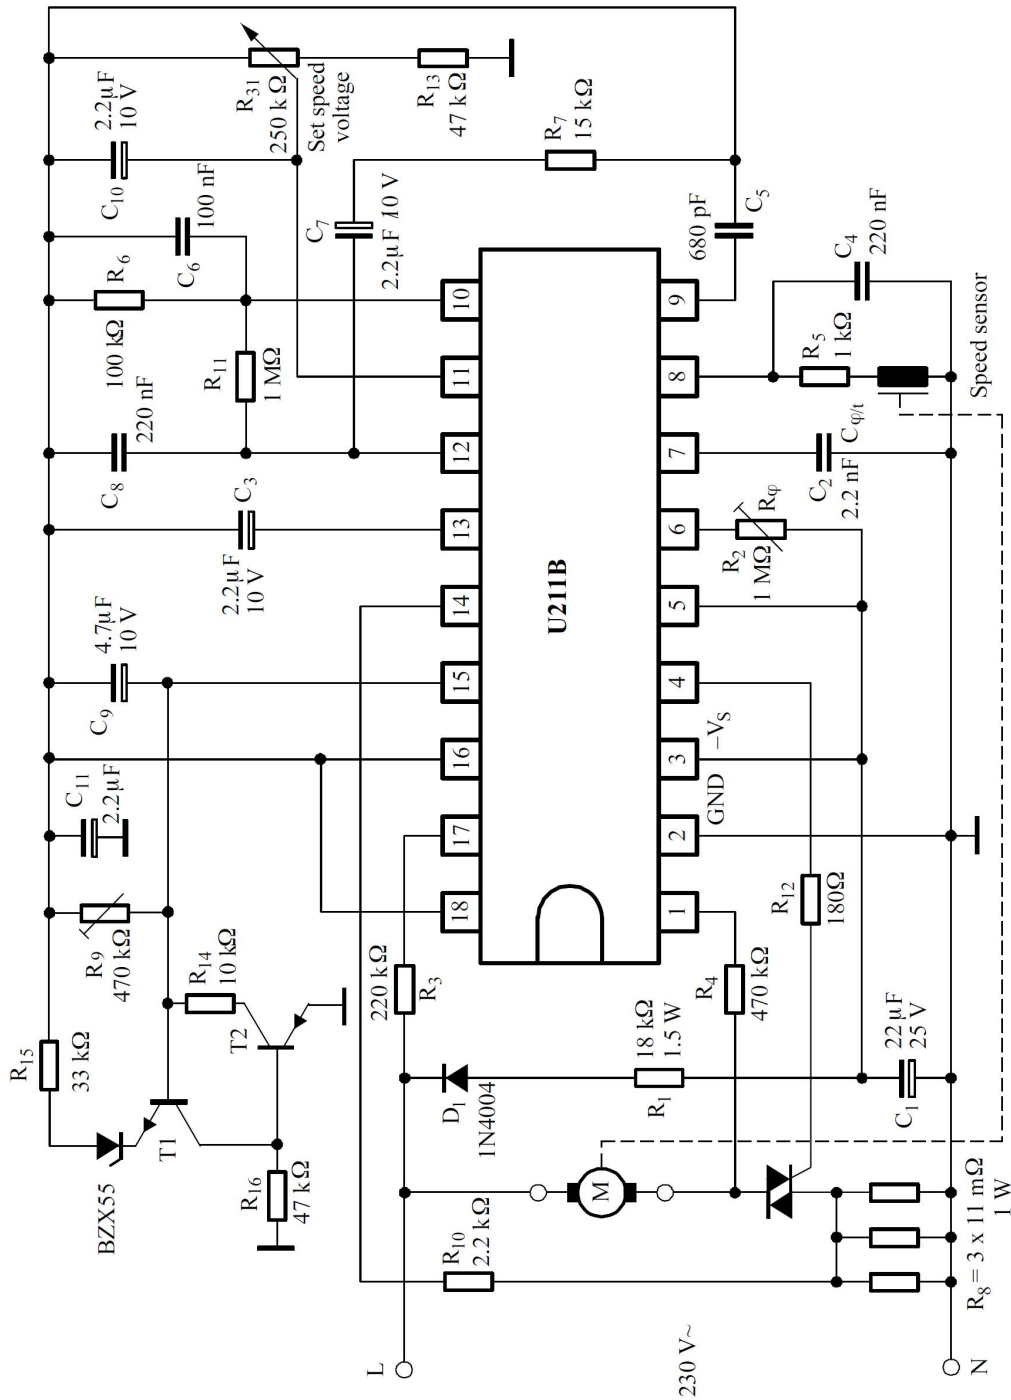 R31
250 kΩ
Set speed
voltage
R13
47 kΩ
2.2µF
10 V
C10
100 nF
C6
R6
100 kΩ
R11
1 MΩ
C7
2.2µF /10 V
R7
15 kΩ
680 pF
C5
220 nF
C8
C3
2.2µF
10 V
4.7µF
10 V
C9
C11
2.2µF
R9
470 kΩ
R14
10 kΩ
T2
R15
33 kΩ
T1
BZX55
R16
47 kΩ
10
11
12
13
14
15
16
17
18
U211B
9
8
7
6
5
4
3
2
1
–VS
GND
C4
220 nF
R5
1 kΩ
Speed sensor
Cφ/t
C2
2.2 nF
Rφ
R2
1 MΩ
R12
180Ω
220 kΩ
R3
R4
470 kΩ
18 kΩ
1.5 W
R1
D1
1N4004
22 µF
25 V
C1
M
R10
2.2 kΩ
R8 = 3 x 11 mΩ
1 W
L
230 V~
N